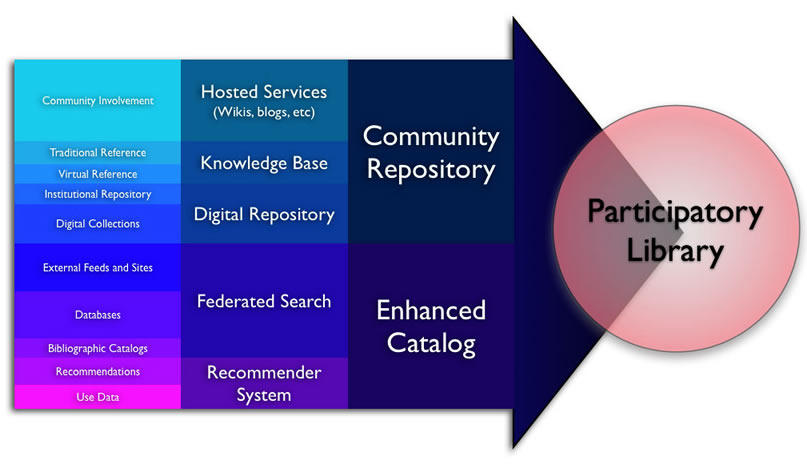 Community Involvement
Traditional Reference
Virtual Reference
Institutional Repository
Digital Collections
External Feeds and Sites
Databases
Bibliographic Catalogs
Recommendations
Use Data
Hosted Services
(Wikis, blogs, etc)
Knowledge Base
Digital Repository
Federated Search
Recommender
System
Community
Repository
Enhanced
Catalog
Participatory
Library